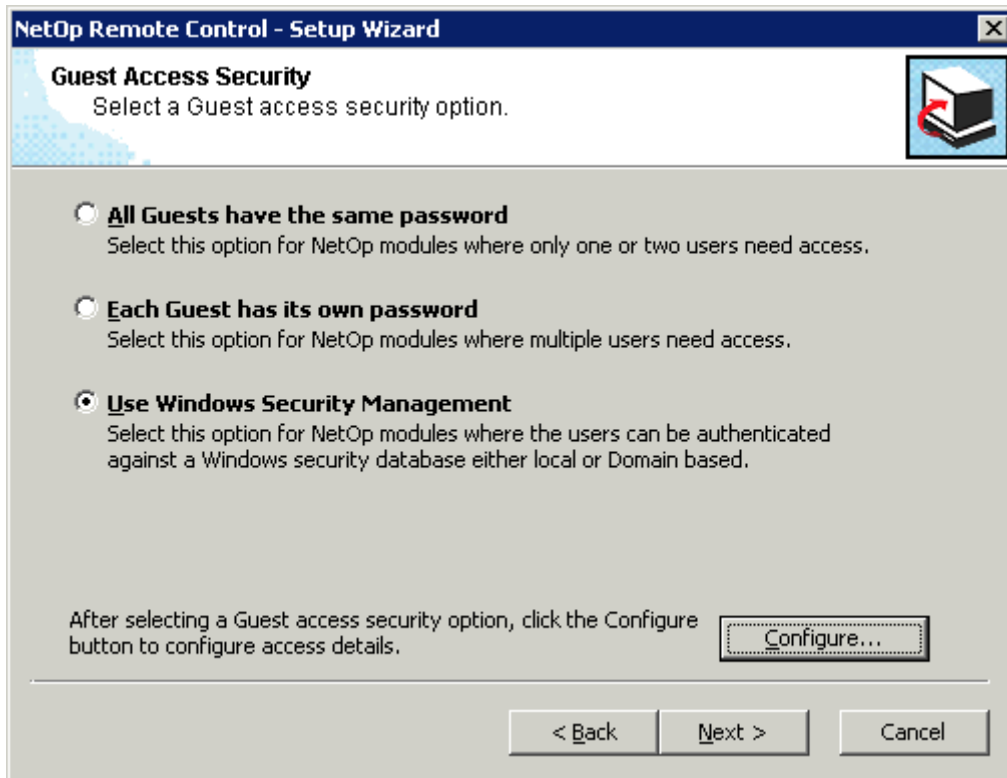 NetOp Remote Control - Setup Wizard
Guest Access Security
Select a Guest access security option.
All Guests have the same password
Select this option for NetOp modules where only one or two users need access.
Each Guest has its own password
Select this option for NetOp modules where multiple users need access.
Use Windows Security Management
Select this option for NetOp modules where the users can be authenticated
against a Windows security database either local or Domain based.
After selecting a Guest access security option, click the Configure
button to configure access details.
Configure...
< Back
Next >
Cancel